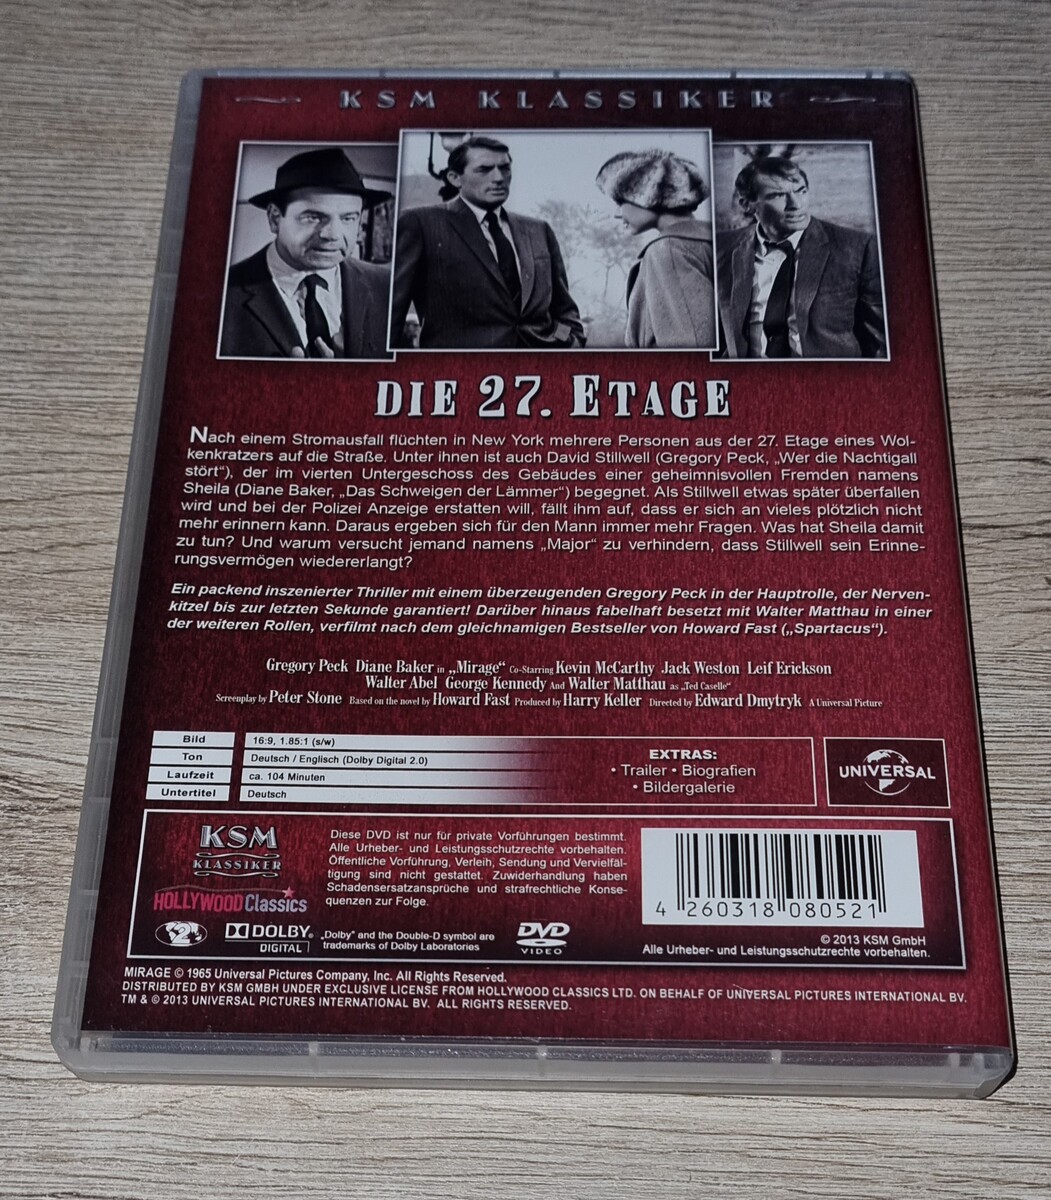 KSM KLASSIKER
DIE 27. ETAGE
Nach einem Stromausfall flüchten in New York mehrere Personen aus der 27. Etage eines Wol-
kenkratzers auf die Straße. Unter ihnen ist auch David Stillwell (Gregory Peck, „Wer die Nachtigall
stört“), der im vierten Untergeschoss des Gebäudes einer geheimnisvollen Fremden namens
Sheila (Diane Baker, „Das Schweigen der Lämmer“) begegnet. Als Stillwell etwas später überfallen
wird und bei der Polizei Anzeige erstatten will, fällt ihm auf, dass er sich an vieles plötzlich nicht
mehr erinnern kann. Daraus ergeben sich für den Mann immer mehr Fragen. Was hat Sheila damit
zu tun? Und warum versucht jemand namens „Major“ zu verhindern, dass Stillwell sein Erinne-
rungsvermögen wiedererlangt?
Ein packend inszenierter Thriller mit einem überzeugenden Gregory Peck in der Hauptrolle, der Nerven-
kitzel bis zur letzten Sekunde garantiert! Darüber hinaus fabelhaft besetzt mit Walter Matthau in einer
der weiteren Rollen, verfilmt nach dem gleichnamigen Bestseller von Howard Fast („Spartacus“).
Gregory Peck Diane Baker in „Mirage“ Co-Starring Kevin McCarthy Jack Weston Leif Erickson
Walter Abel George Kennedy And Walter Matthau as „Ted Caselle“
Screenplay by Peter Stone Based on the novel by Howard Fast Produced by Harry Keller Directed by Edward Dmytryk A Universal Picture
Bild 16:9, 1.85:1 (s/w)
Ton Deutsch / Englisch (Dolby Digital 2.0)
Laufzeit ca. 104 Minuten
Untertitel Deutsch
EXTRAS:
• Trailer • Biografien
• Bildergalerie
UNIVERSAL
KSM
KLASSIKER
HOLLYWOOD Classics
2
DOLBY
DIGITAL
Diese DVD ist nur für private Vorführungen bestimmt.
Alle Urheber- und Leistungsschutzrechte vorbehalten.
Öffentliche Vorführung, Verleih, Sendung und Vervielfäl-
tigung sind nicht gestattet. Zuwiderhandlung haben
Schadensersatzansprüche und strafrechtliche Konse-
quenzen zur Folge.
„Dolby“ and the Double-D symbol are
trademarks of Dolby Laboratories
DVD
VIDEO
4 260318 080521
© 2013 KSM GmbH
Alle Urheber- und Leistungsschutzrechte vorbehalten.
MIRAGE © 1965 Universal Pictures Company, Inc. All Rights Reserved.
DISTRIBUTED BY KSM GMBH UNDER EXCLUSIVE LICENSE FROM HOLLYWOOD CLASSICS LTD. ON BEHALF OF UNIVERSAL PICTURES INTERNATIONAL BV.
TM & © 2013 UNIVERSAL PICTURES INTERNATIONAL BV. ALL RIGHTS RESERVED.